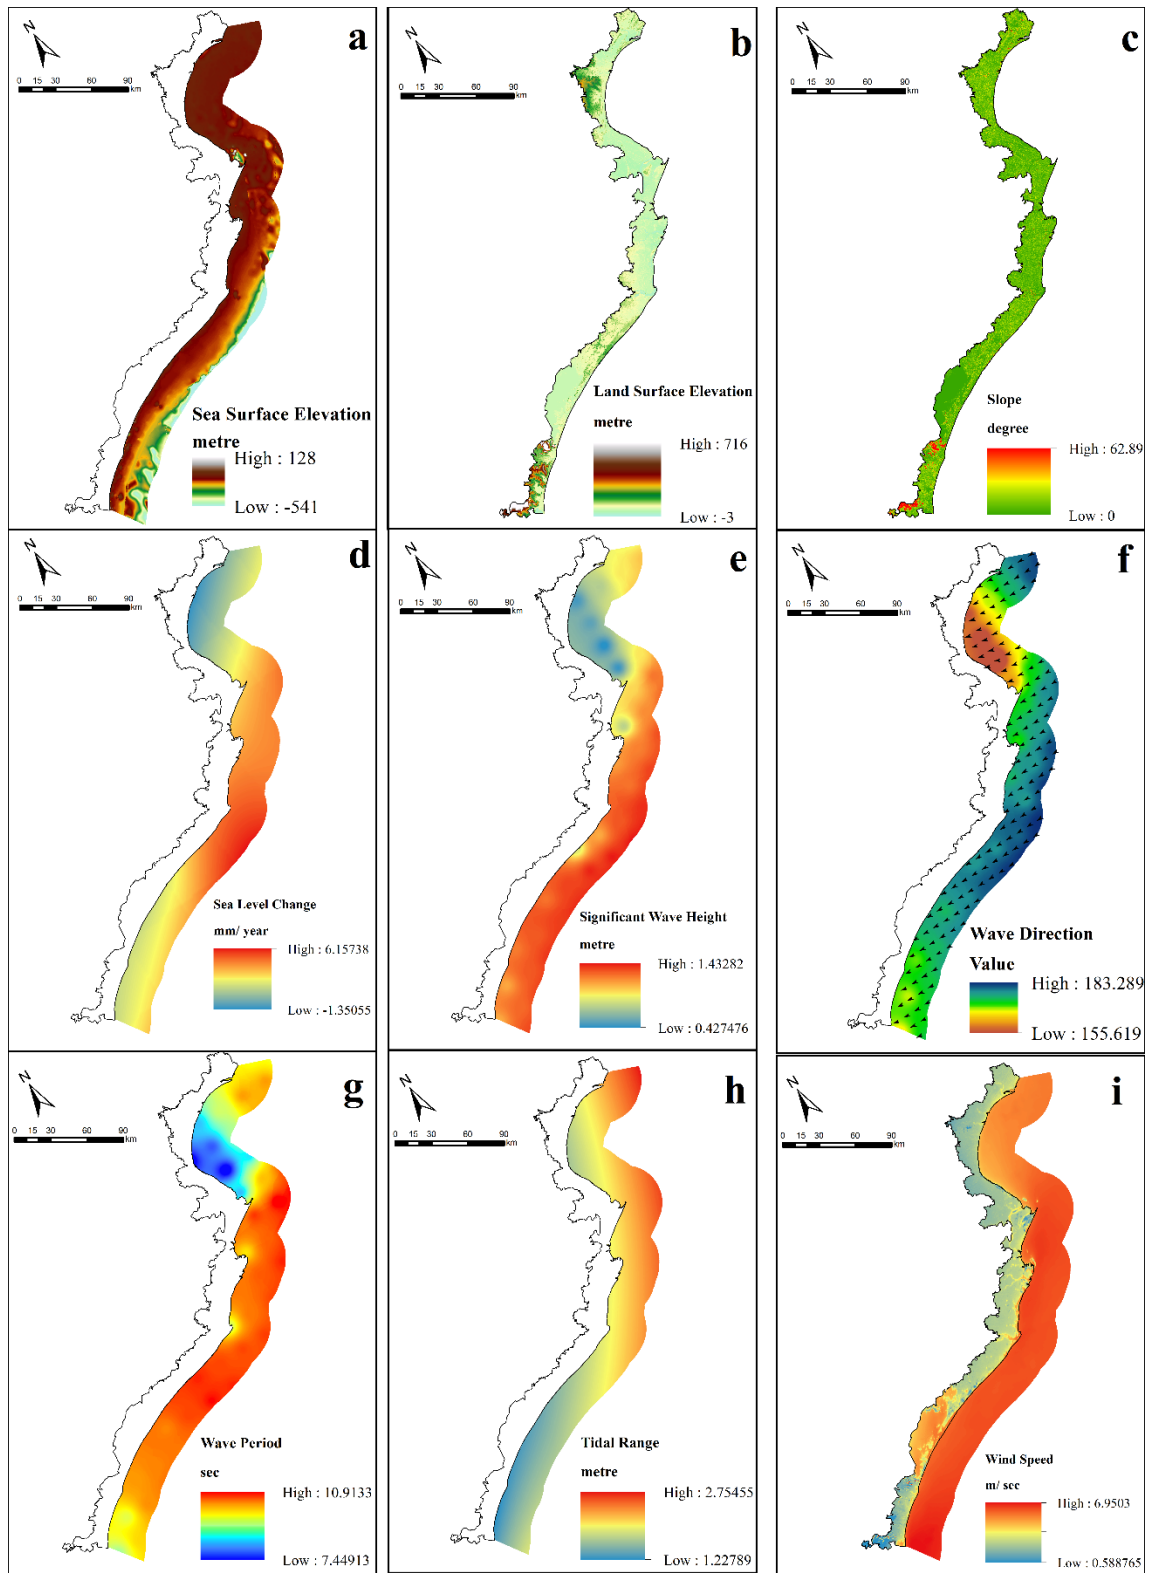 a
N
0 15 30 60 90
km
Sea Surface Elevation
metre
High : 128
Low : -541
b
N
0 15 30 60 90
km
Land Surface Elevation
metre
High : 716
Low : -3
c
N
0 15 30 60 90
km
Slope
degree
High : 62.89
Low : 0
d
N
0 15 30 60 90
km
Sea Level Change
mm/ year
High : 6.15738
Low : -1.35055
e
N
0 15 30 60 90
km
Significant Wave Height
metre
High : 1.43282
Low : 0.427476
f
N
0 15 30 60 90
km
Wave Direction
Value
High : 183.289
Low : 155.619
g
N
0 15 30 60 90
km
Wave Period
sec
High : 10.9133
Low : 7.44913
h
N
0 15 30 60 90
km
Tidal Range
metre
High : 2.75455
Low : 1.22789
i
N
0 15 30 60 90
km
Wind Speed
m/ sec
High : 6.9503
Low : 0.588765